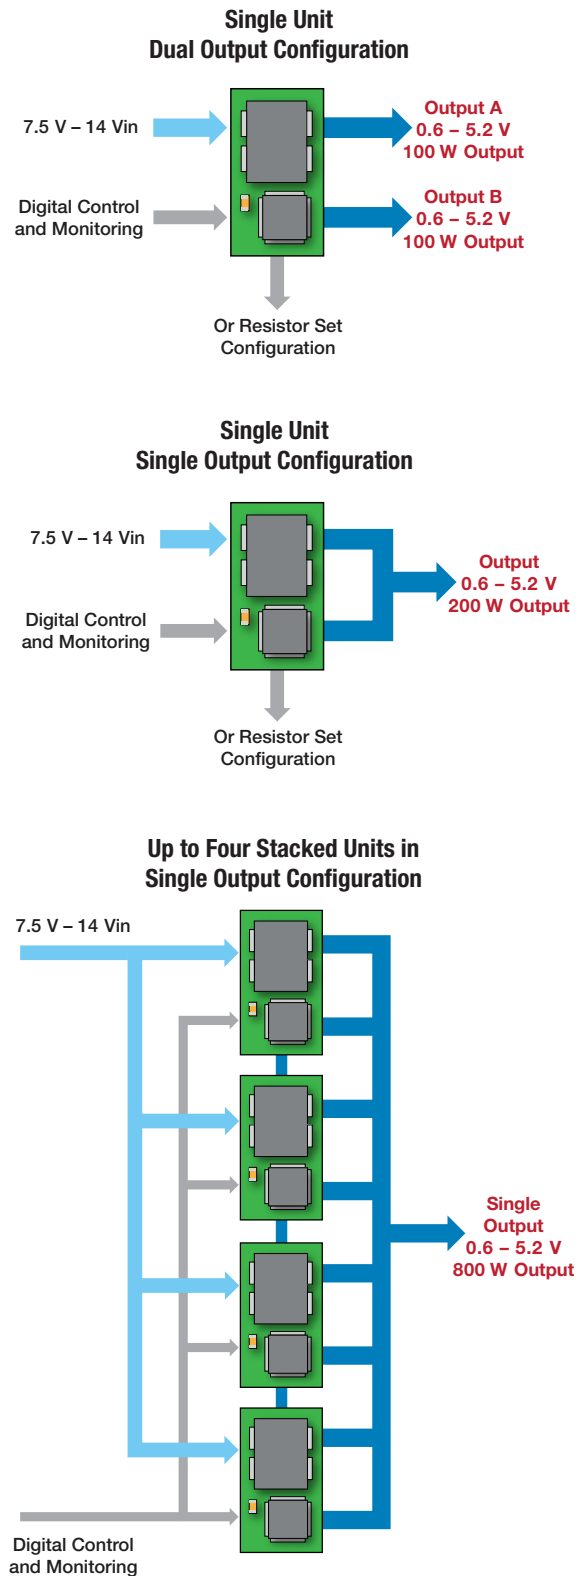 Single Unit
Dual Output Configuration
7.5 V – 14 Vin
Output A
0.6 – 5.2 V
100 W Output
Digital Control
and Monitoring
Output B
0.6 – 5.2 V
100 W Output
Or Resistor Set
Configuration
Single Unit
Single Output Configuration
7.5 V – 14 Vin
Output
0.6 – 5.2 V
200 W Output
Digital Control
and Monitoring
Or Resistor Set
Configuration
Up to Four Stacked Units in
Single Output Configuration
7.5 V – 14 Vin
Single
Output
0.6 – 5.2 V
800 W Output
Digital Control
and Monitoring